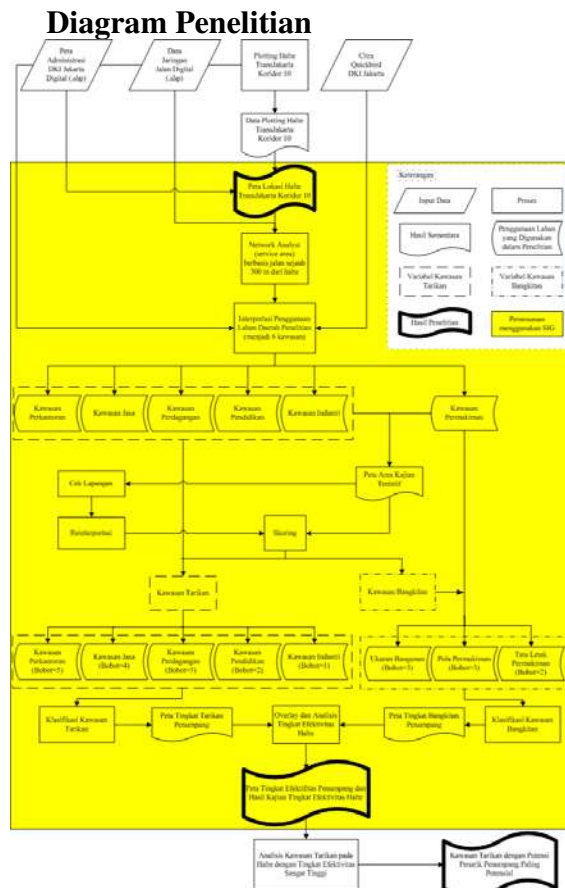 Diagram Penelitian
Peta
Administrasi
DKI Jakarta
Digital (.shp)
Data
Jaringan
Jalan Digital
(.shp)
Plotting Halte
TransJakarta
Koridor 10
Citra
Quickbird
DKI Jakarta
Data Plotting Halte
TransJakarta
Koridor 10
Peta Lokasi Halte
TransJakarta Koridor 10
Keterangan
Input Data
Proses
Hasil Sementara
Penggunaan Lahan
yang Digunakan
dalam Penelitian
Variabel Kawasan
Tarikan
Variabel Kawasan
Bangkitan
Hasil Penelitian
Pemrosesan
menggunakan SIG
Network Analyst
(service area)
berbasis jalan sejauh
500 m dari halte
Interpretasi Penggunaan
Lahan Daerah Penelitian
(menjadi 6 kawasan)
Kawasan
Perkantoran
Kawasan Jasa
Kawasan
Perdagangan
Kawasan
Pendidikan
Kawasan Industri
Kawasan
Permukiman
Peta Area Kajian
Tentatif
Cek Lapangan
Reinterpretasi
Skoring
Kawasan Tarikan
Kawasan Bangkitan
Kawasan
Perkantoran
(Bobot=5)
Kawasan Jasa
(Bobot=4)
Kawasan
Perdagangan
(Bobot=3)
Kawasan
Pendidikan
(Bobot=2)
Kawasan Industri
(Bobot=1)
Ukuran Bangunan
(Bobot=3)
Pola Permukiman
(Bobot=3)
Tata Letak
Permukiman
(Bobot=2)
Klasifikasi Kawasan
Tarikan
Peta Tingkat Tarikan
Penumpang
Overlay dan Analisis
Tingkat Efektivitas
Halte
Peta Tingkat Bangkitan
Penumpang
Klasifikasi Kawasan
Bangkitan
Peta Tingkat Efektifitas Penumpang dan
Hasil Kajian Tingkat Efektivitas Halte
Analisis Kawasan Tarikan pada
Halte dengan Tingkat Efektivitas
Sangat Tinggi
Kawasan Tarikan dengan Potensi
Penarik Penumpang Paling
Potensial